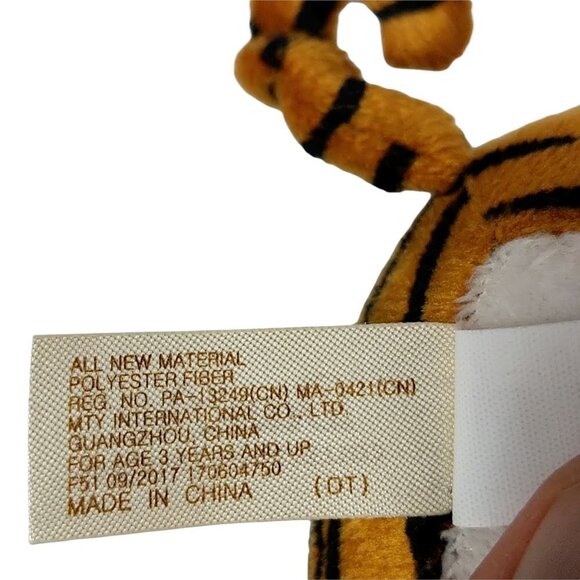 ALL NEW MATERIAL
POLYESTER FIBER
REG. NO. PA-13249(CN) MA-0421(CN)
MTY INTERNATIONAL CO., LTD
GUANGZHOU, CHINA
FOR AGE 3 YEARS AND UP
F51 09/2017 170604750
MADE IN CHINA (DT)